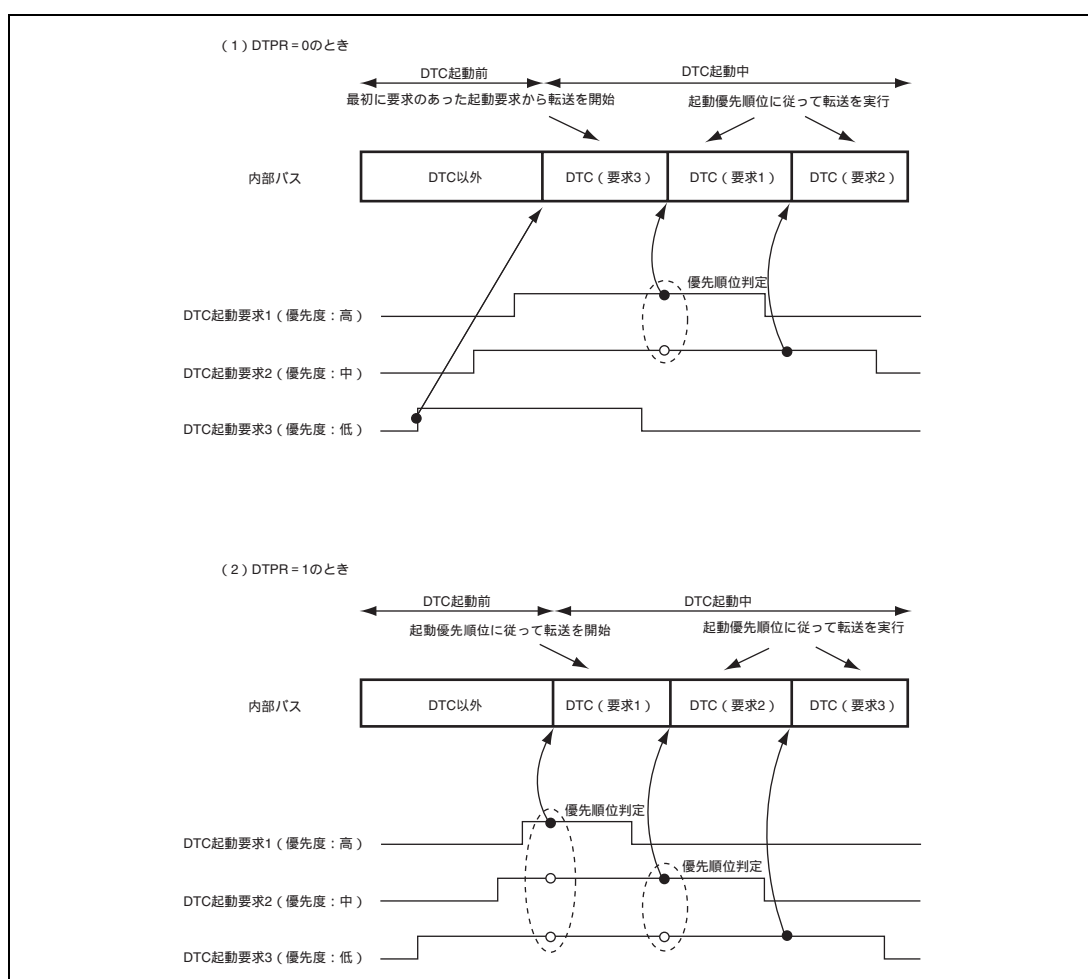 （1）DTPR = 0のとき
DTC起動前
DTC起動中
最初に要求のあった起動要求から転送を開始
起動優先順位に従って転送を実行
内部バス
DTC以外
DTC（要求3）
DTC（要求1）
DTC（要求2）
優先順位判定
DTC起動要求1（優先度：高）
DTC起動要求2（優先度：中）
DTC起動要求3（優先度：低）
（2）DTPR = 1のとき
DTC起動前
DTC起動中
起動優先順位に従って転送を開始
起動優先順位に従って転送を実行
内部バス
DTC以外
DTC（要求1）
DTC（要求2）
DTC（要求3）
優先順位判定
DTC起動要求1（優先度：高）
優先順位判定
DTC起動要求2（優先度：中）
DTC起動要求3（優先度：低）